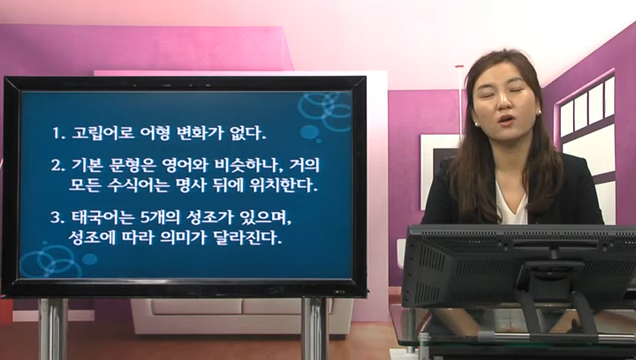 1. 고립어로 어형 변화가 없다.
2. 기본 문형은 영어와 비슷하나, 거의
모든 수식어는 명사 뒤에 위치한다.
3. 태국어는 5개의 성조가 있으며,
성조에 따라 의미가 달라진다.